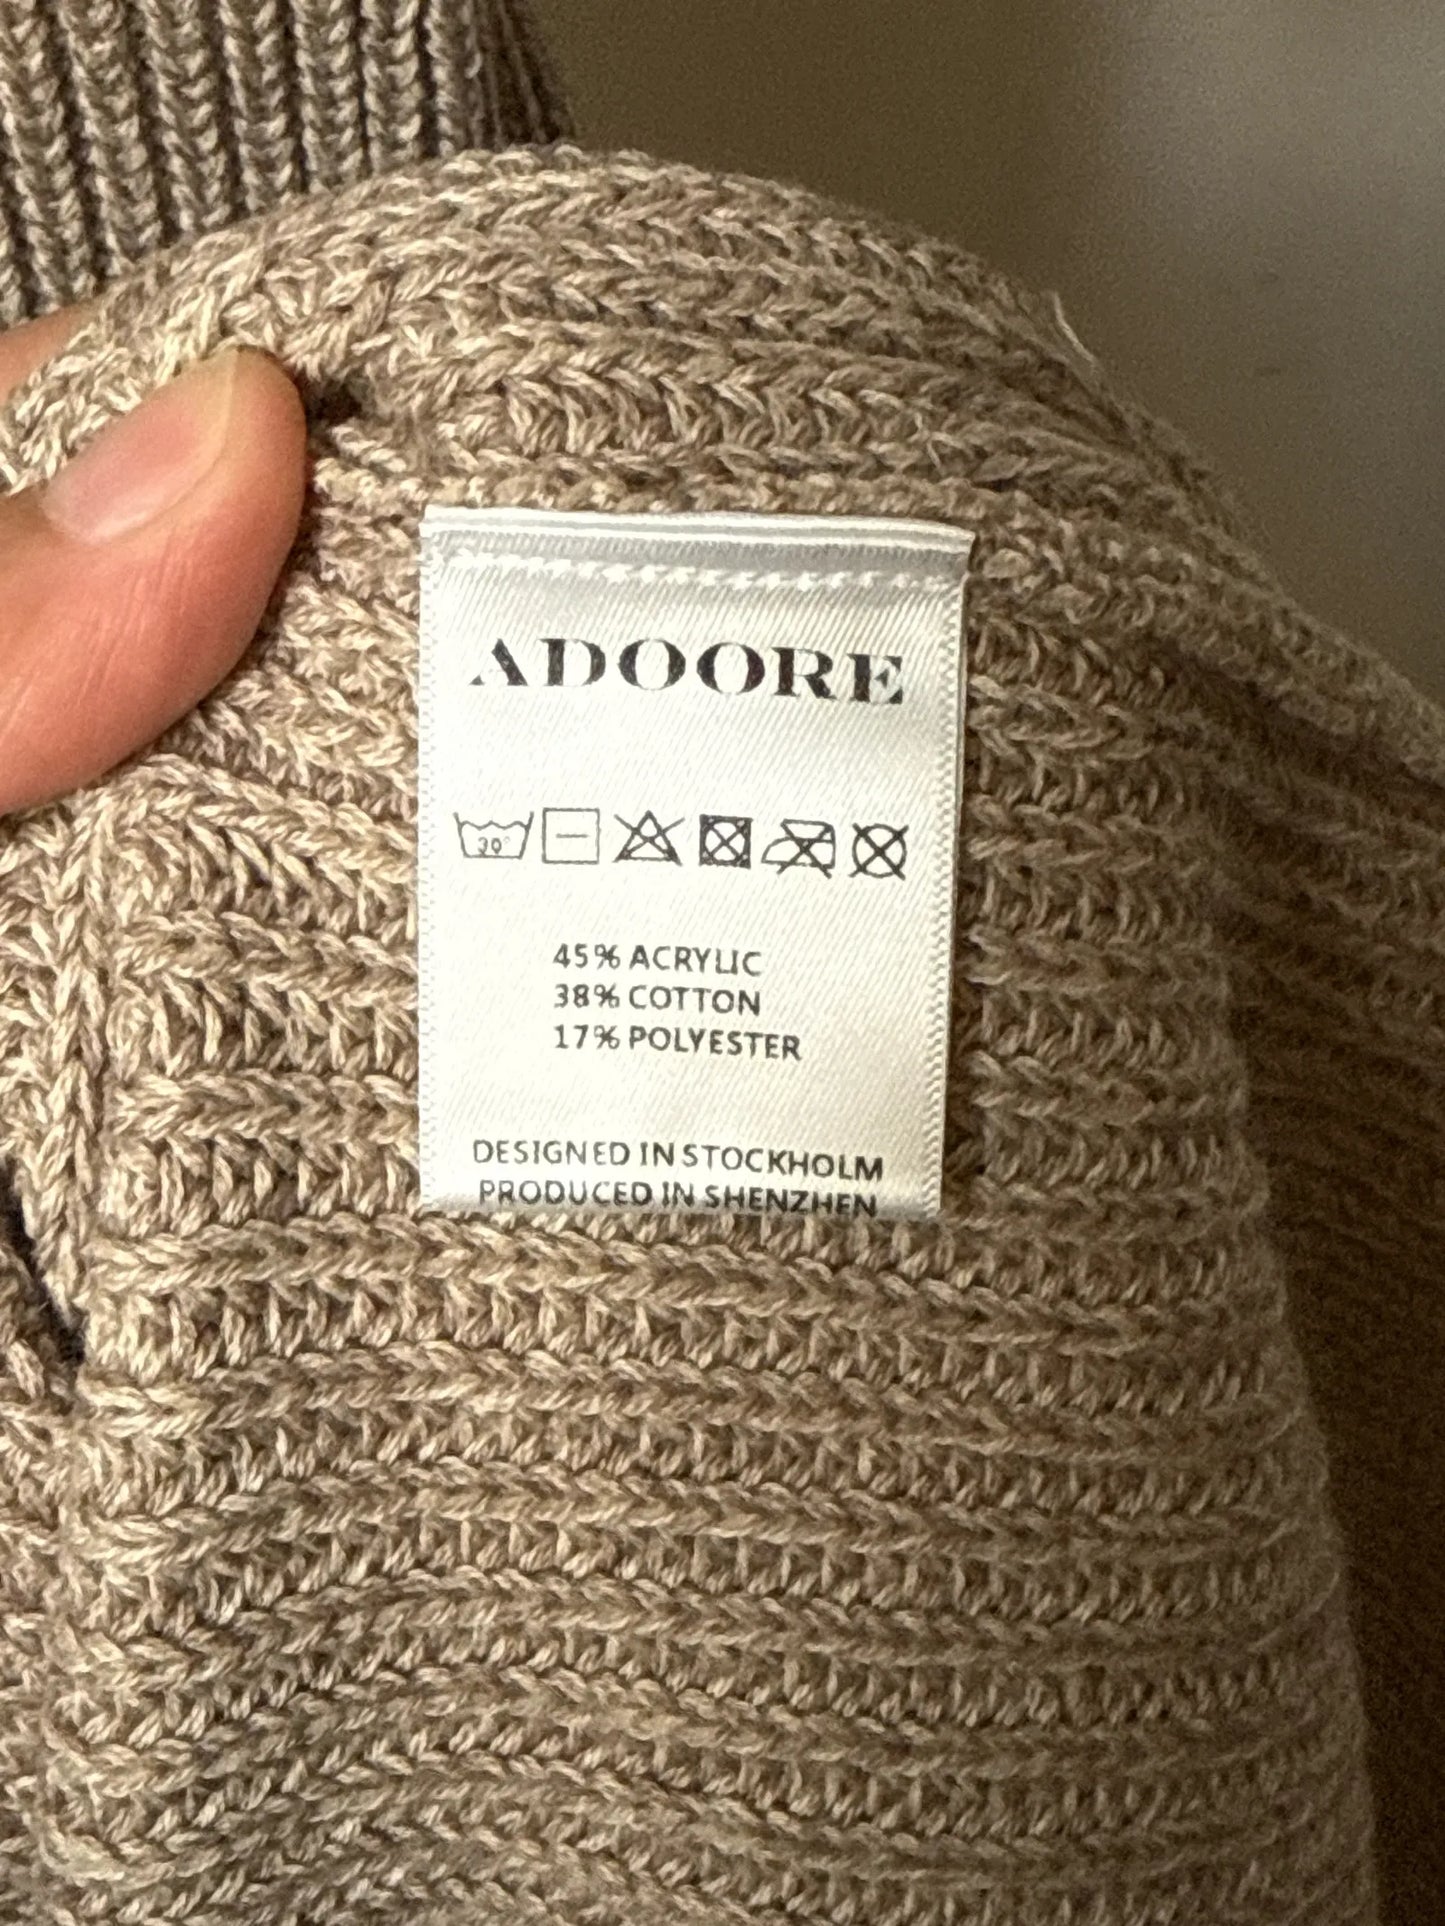 ADOORE
30°
45% ACRYLIC
38% COTTON
17% POLYESTER
DESIGNED IN STOCKHOLM
PRODUCED IN SHENZHEN